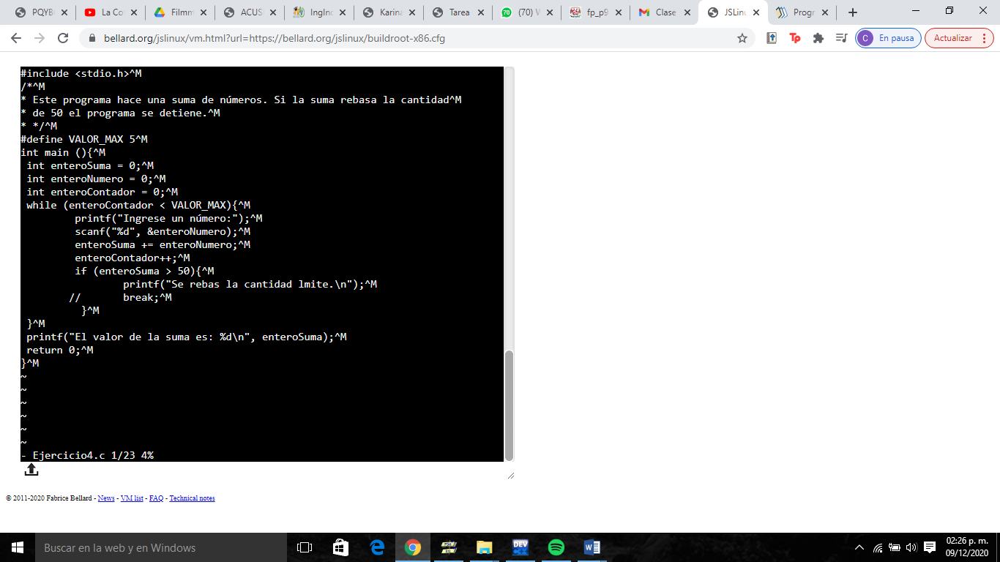 PQYB
La Co
Filmm
ACUS
IngInc
Karina
Tarea
(70) W
fp_p9
Clase
JSLinu
Progr
bellard.org/jslinux/vm.html?url=https://bellard.org/jslinux/buildroot-x86.cfg
C
En pausa
Actualizar
#include <stdio.h>^M
/*^M
* Este programa hace una suma de números. Si la suma rebasa la cantidad^M
* de 50 el programa se detiene.^M
* */^M
#define VALOR_MAX 5^M
int main (){^M
 int enteroSuma = 0;^M
 int enteroNumero = 0;^M
 int enteroContador = 0;^M
 while (enteroContador < VALOR_MAX){^M
         printf("Ingrese un número:");^M
         scanf("%d", &enteroNumero);^M
         enteroSuma += enteroNumero;^M
         enteroContador++;^M
         if (enteroSuma > 50){^M
                 printf("Se rebas la cantidad lmite.\n");^M
        //       break;^M
          }^M
 }^M
 printf("El valor de la suma es: %d\n", enteroSuma);^M
 return 0;^M
}^M
~
~
~
~
~
~
- Ejercicio4.c 1/23 4%
© 2011-2020 Fabrice Bellard - News - VM list - FAQ - Technical notes
Buscar en la web y en Windows
DEV
02:26 p. m.
09/12/2020